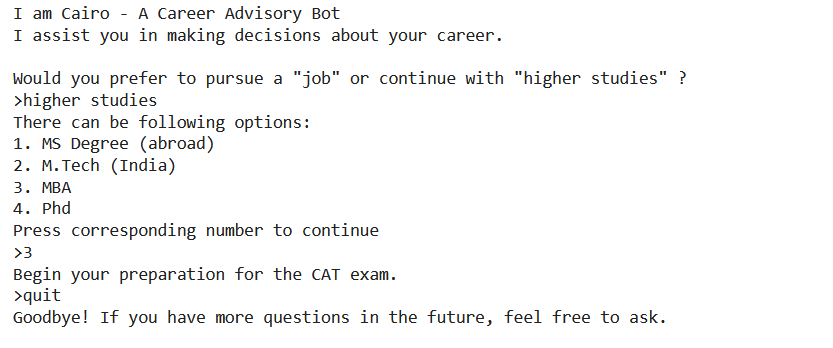 I am Cairo - A Career Advisory Bot
I assist you in making decisions about your career.
Would you prefer to pursue a "job" or continue with "higher studies" ?
>higher studies
There can be following options:
1. MS Degree (abroad)
2. M.Tech (India)
3. MBA
4. Phd
Press corresponding number to continue
>3
Begin your preparation for the CAT exam.
>quit
Goodbye! If you have more questions in the future, feel free to ask.